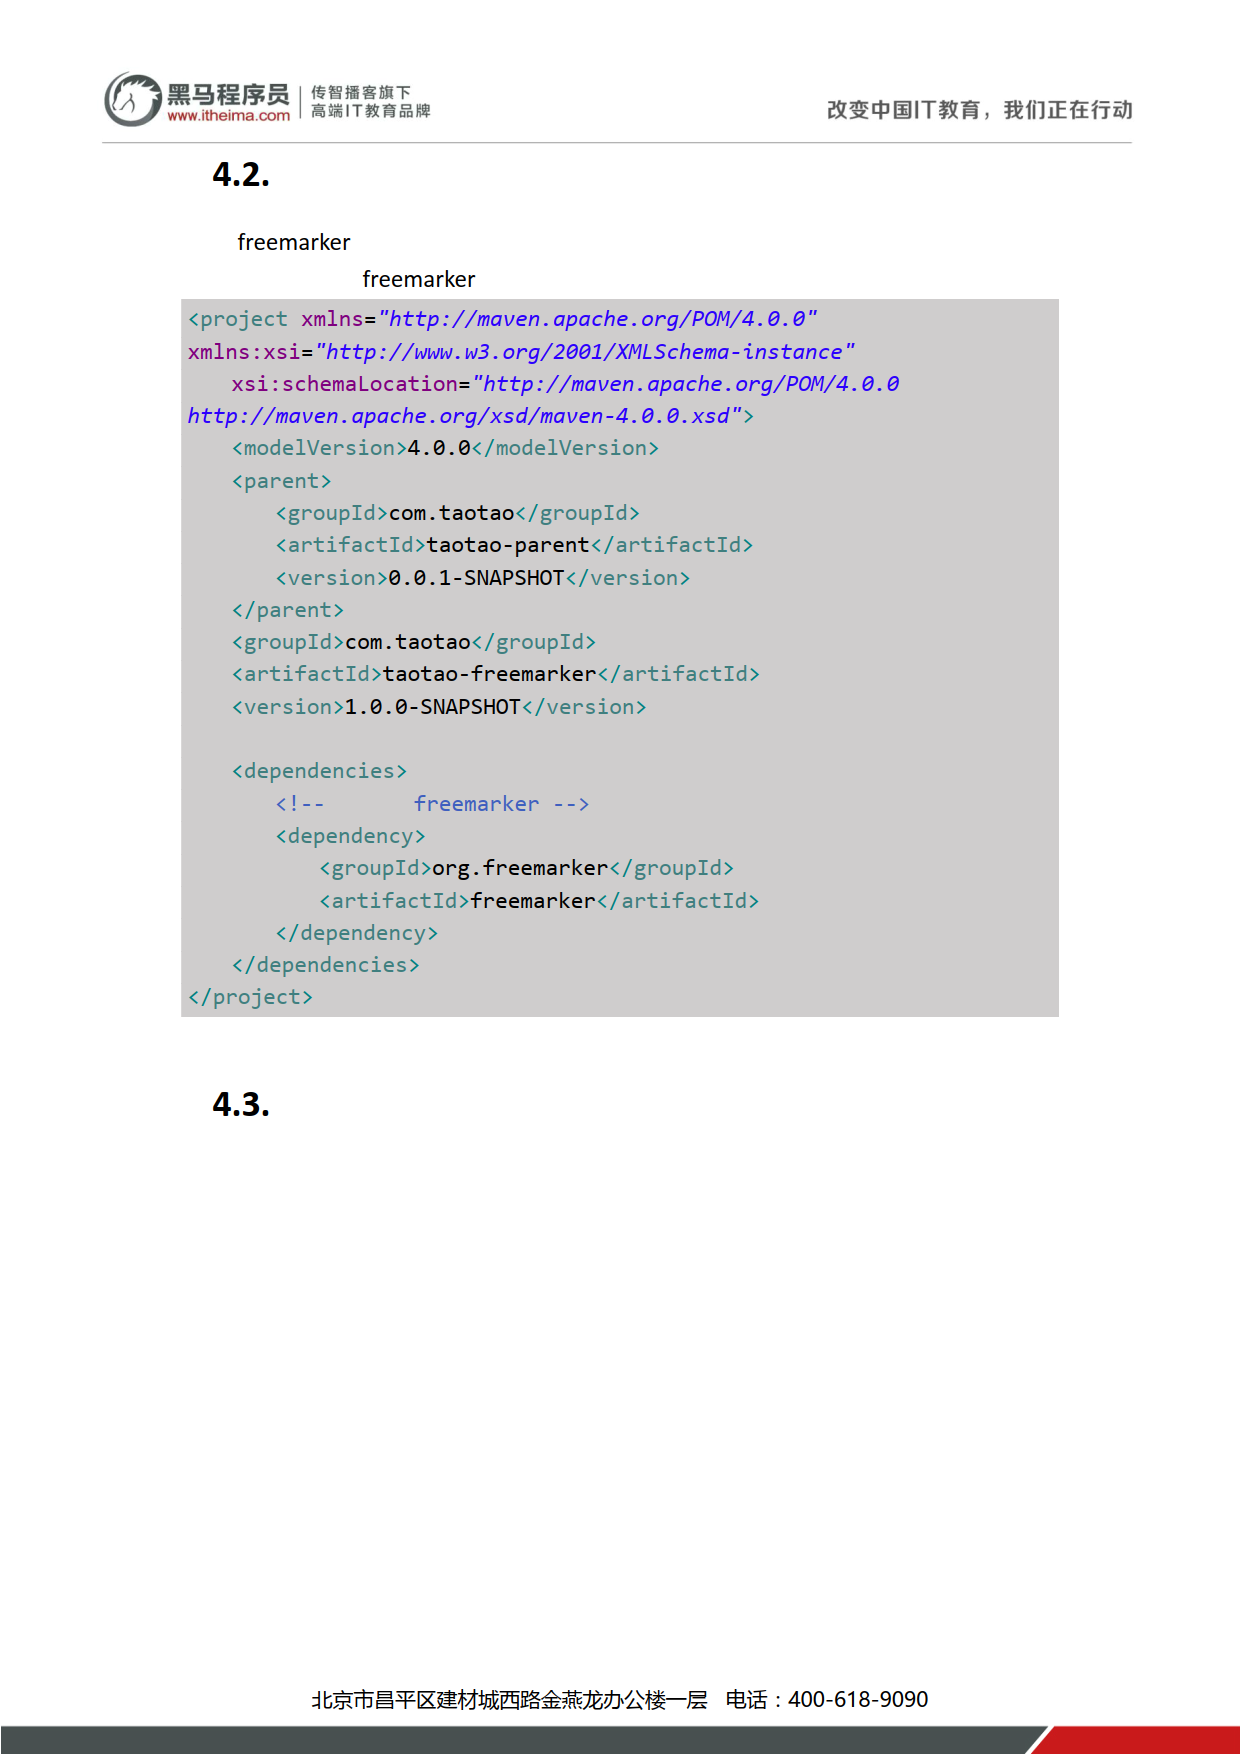 黑马程序员
www.itheima.com
传智播客旗下
高端IT教育品牌
改变中国IT教育，我们正在行动
4.2.
freemarker
freemarker
<project xmlns="http://maven.apache.org/POM/4.0.0"
xmlns:xsi="http://www.w3.org/2001/XMLSchema-instance"
xsi:schemaLocation="http://maven.apache.org/POM/4.0.0
http://maven.apache.org/xsd/maven-4.0.0.xsd">
<modelVersion>4.0.0</modelVersion>
<parent>
<groupId>com.taotao</groupId>
<artifactId>taotao-parent</artifactId>
<version>0.0.1-SNAPSHOT</version>
</parent>
<groupId>com.taotao</groupId>
<artifactId>taotao-freemarker</artifactId>
<version>1.0.0-SNAPSHOT</version>
<dependencies>
<!-- freemarker -->
<dependency>
<groupId>org.freemarker</groupId>
<artifactId>freemarker</artifactId>
</dependency>
</dependencies>
</project>
4.3.
北京市昌平区建材城西路金燕龙办公楼一层 电话：400-618-9090